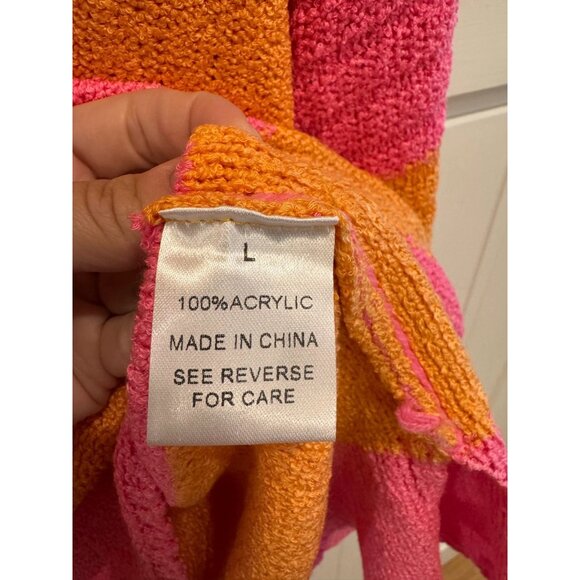 L
100%ACRYLIC
MADE IN CHINA
SEE REVERSE
FOR CARE